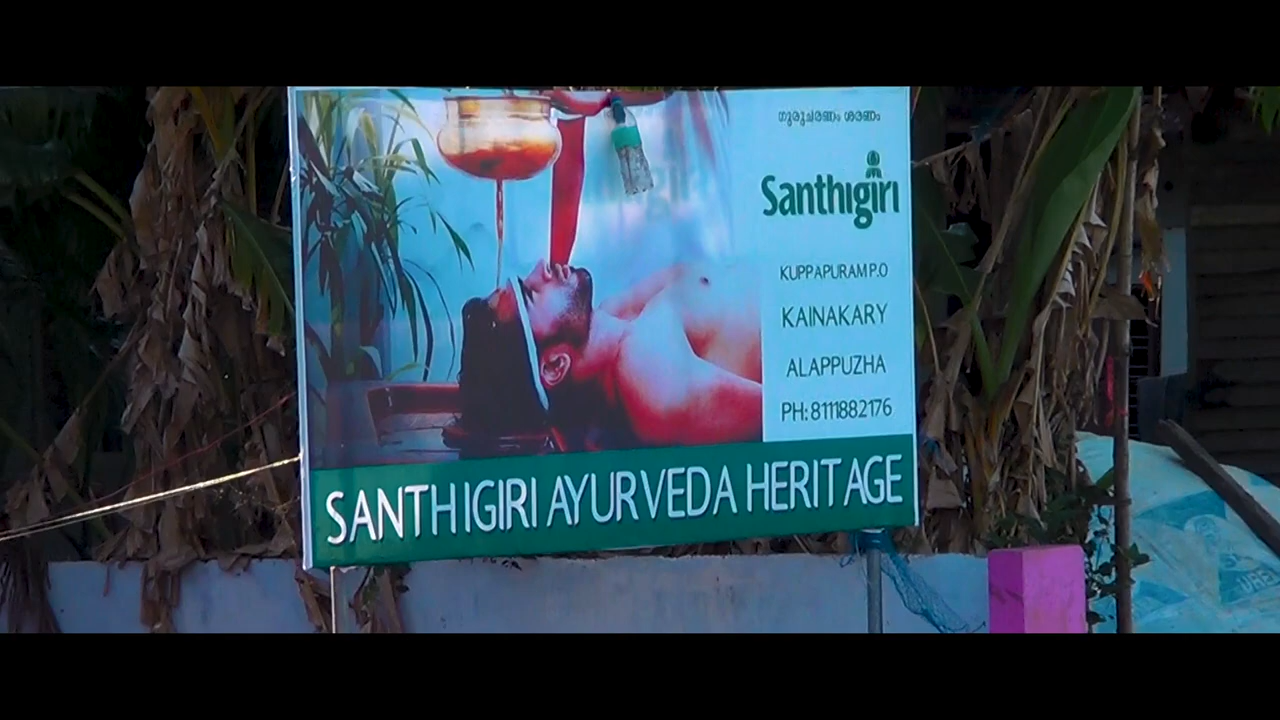 ഗുരുചരണം ശരണം
Santhigiri
KUPPAPURAM P.O
KAINAKARY
ALAPPUZHA
PH: 8111882176
SANTHIGIRI AYURVEDA HERITAGE